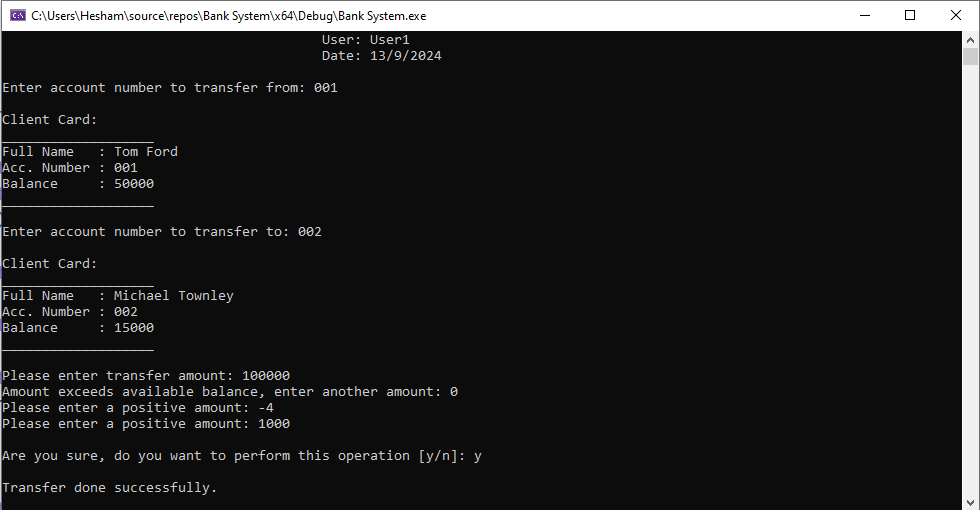 C:\Users\Hesham\source\repos\Bank System\x64\Debug\Bank System.exe
User: User1
Date: 13/9/2024
Enter account number to transfer from: 001
Client Card:
___________________
Full Name   : Tom Ford
Acc. Number : 001
Balance     : 50000
___________________
Enter account number to transfer to: 002
Client Card:
___________________
Full Name   : Michael Townley
Acc. Number : 002
Balance     : 15000
___________________
Please enter transfer amount: 100000
Amount exceeds available balance, enter another amount: 0
Please enter a positive amount: -4
Please enter a positive amount: 1000
Are you sure, do you want to perform this operation [y/n]: y
Transfer done successfully.